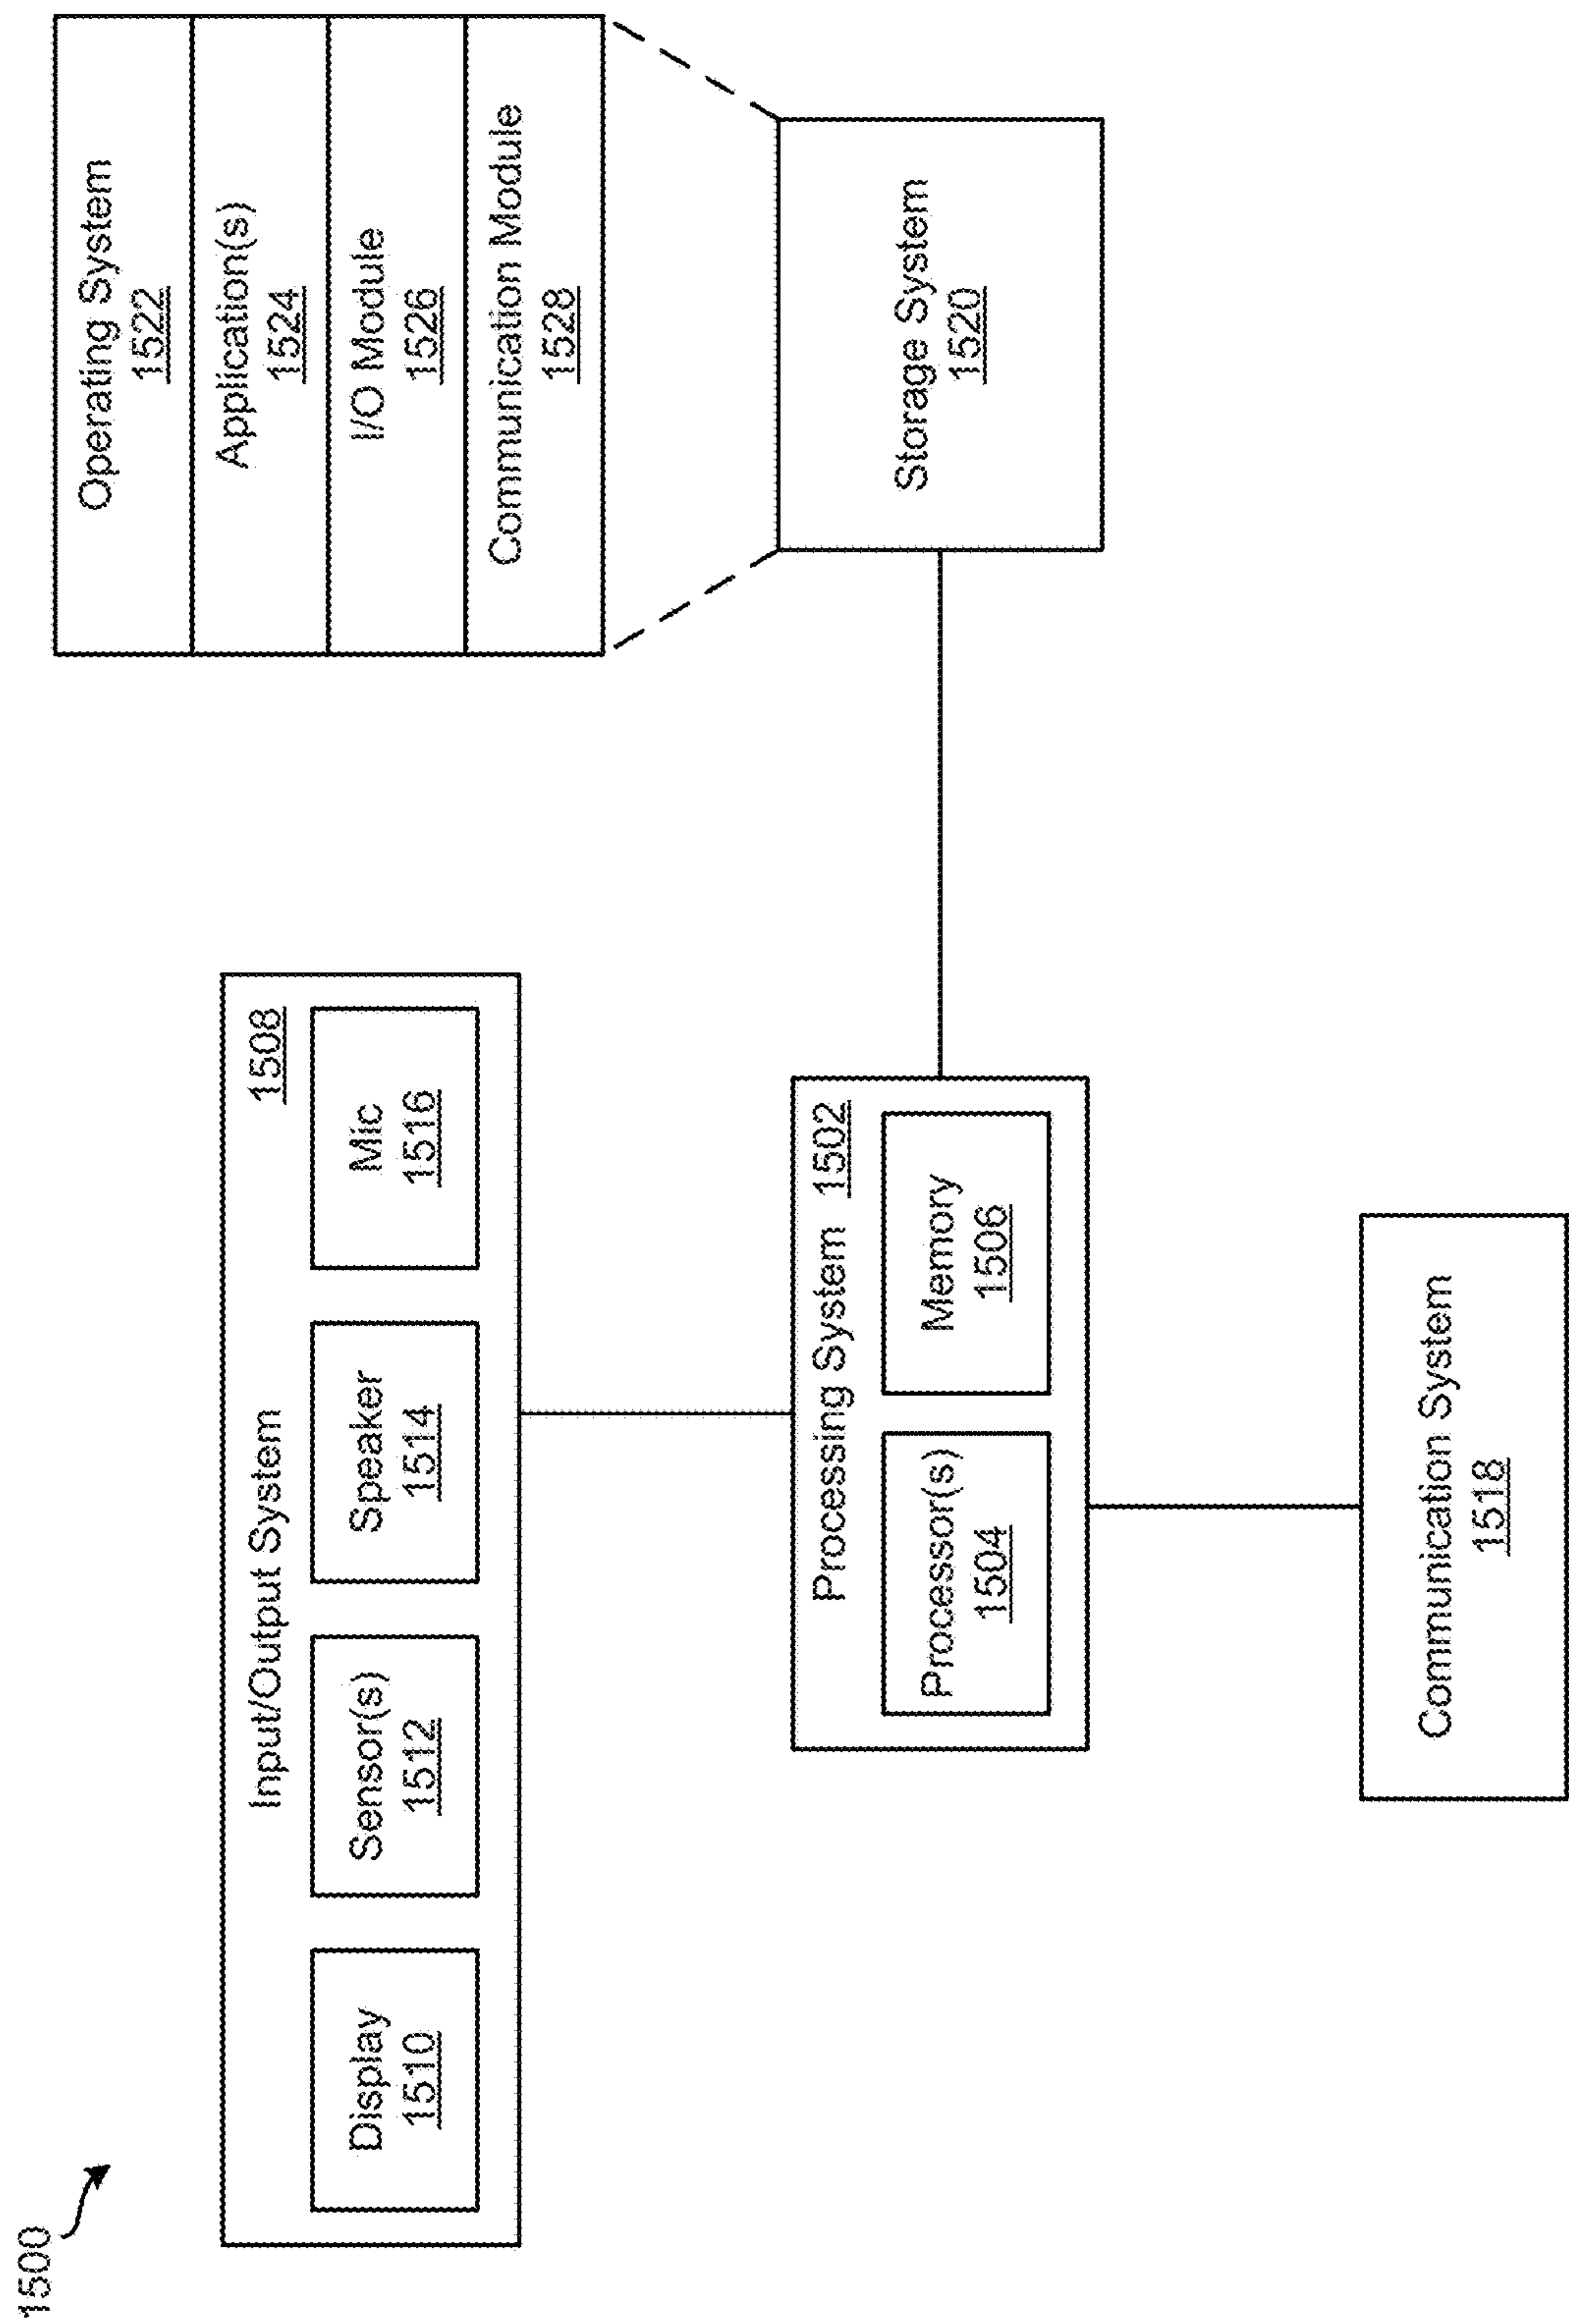 1500
Input/Output System
1508
Display
1510
Sensor(s)
1512
Speaker
1514
Mic
1516
Processing System
1502
Processor(s)
1504
Memory
1506
Communication System
1518
Operating System
1522
Application(s)
1524
I/O Module
1526
Communication Module
1528
Storage System
1520